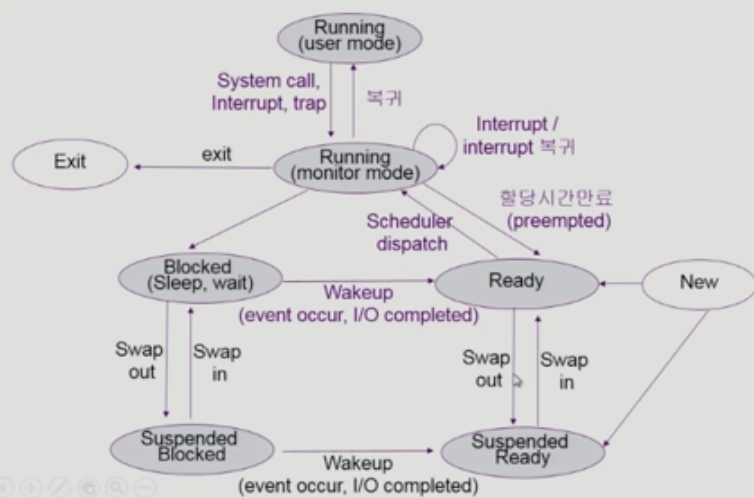 Running
(user mode)
System call,
Interrupt, trap
복귀
Interrupt /
interrupt 복귀
Exit
exit
Running
(monitor mode)
할당시간만료
(preempted)
Scheduler
dispatch
Blocked
(Sleep, wait)
Wakeup
(event occur, I/O completed)
Ready
New
Swap
out
Swap
in
Swap
out
Swap
in
Suspended
Blocked
Wakeup
(event occur, I/O completed)
Suspended
Ready